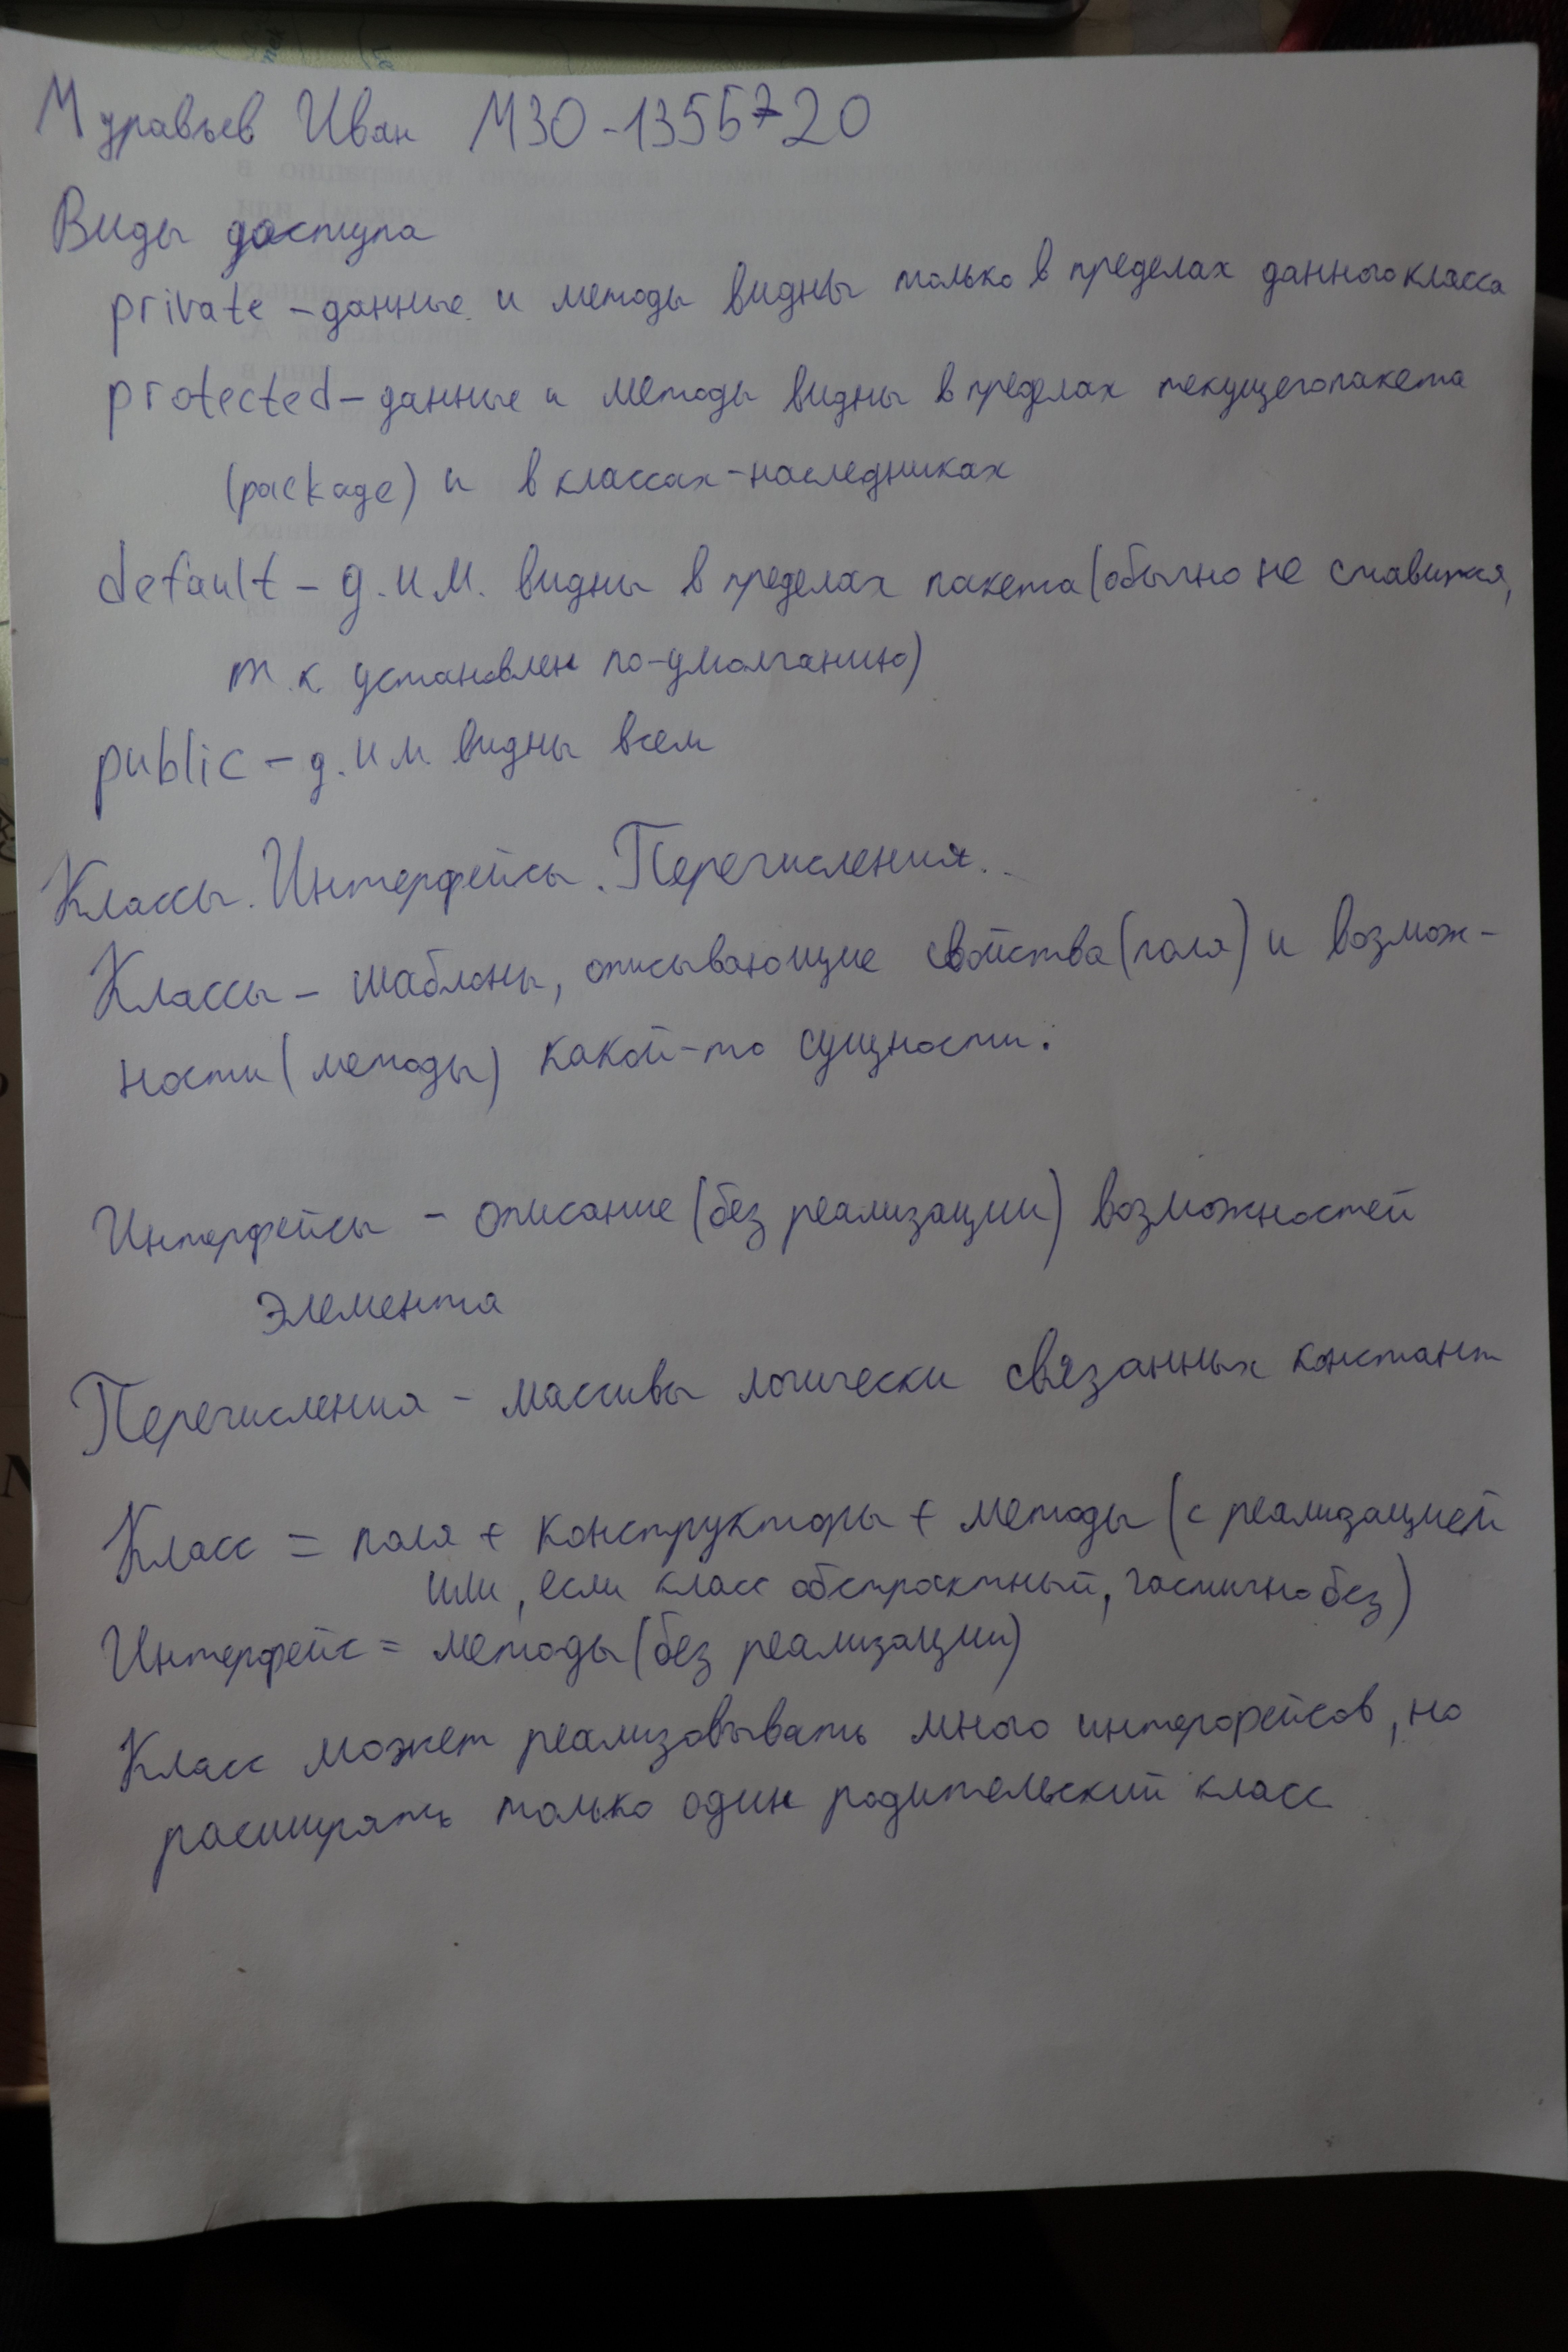 Муравьев Иван М30-135Б-20
Виды доступа
private – данные и методы видны только в пределах данного класса
protected – данные и методы видны в пределах текущего пакета
(package) и в классах-наследниках
default – д. и м. видны в пределах пакета (обычно не ставится,
т.к. установлен по-умолчанию)
public – д. и м. видны всем
Классы. Интерфейсы. Перечисления.
Классы – шаблоны, описывающие свойства (поля) и возмож-
ности (методы) какой-то сущности.
Интерфейсы – описание (без реализации) возможностей
элемента
Перечисления – массивы логически связанных констант
Класс = поля + конструкторы + методы (с реализацией
или, если класс абстрактный, частично без)
Интерфейс = методы (без реализации)
Класс может реализовывать много интерфейсов, но
расширять только один родительский класс